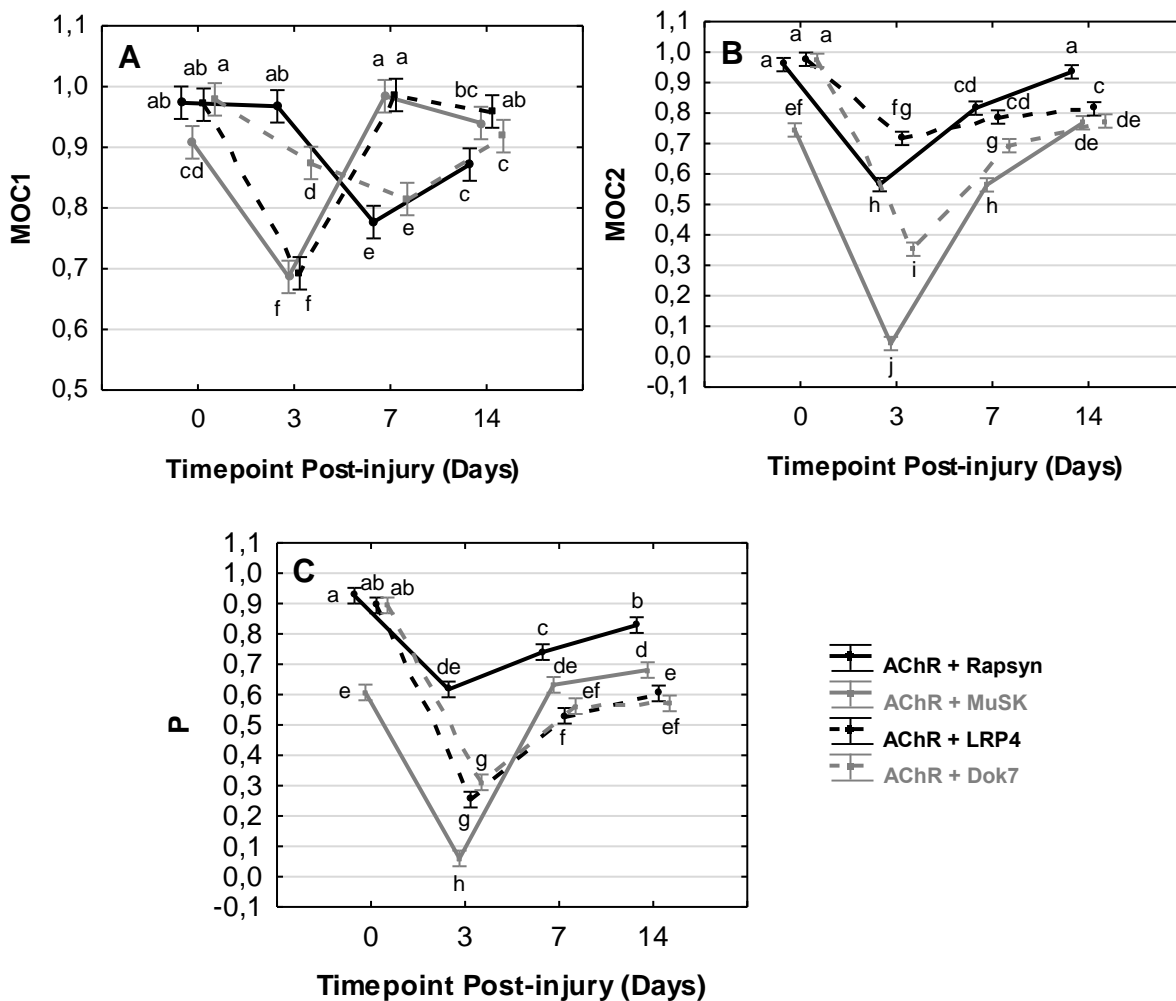 A
MOC1
1,1
1,0
0,9
0,8
0,7
0,6
0,5
ab
ab
a
cd
ab
d
f
f
a
a
e
e
bc
ab
c
c
0
3
7
14
Timepoint Post-injury (Days)
B
MOC2
1,1
1,0
0,9
0,8
0,7
0,6
0,5
0,4
0,3
0,2
0,1
0,0
-0,1
a
a
a
ef
fg
h
i
j
cd
cd
g
h
a
c
de
de
0
3
7
14
Timepoint Post-injury (Days)
C
P
1,1
1,0
0,9
0,8
0,7
0,6
0,5
0,4
0,3
0,2
0,1
0,0
-0,1
a
ab
ab
e
de
g
g
h
c
de
ef
f
b
d
e
ef
0
3
7
14
Timepoint Post-injury (Days)
AChR + Rapsyn
AChR + MuSK
AChR + LRP4
AChR + Dok7